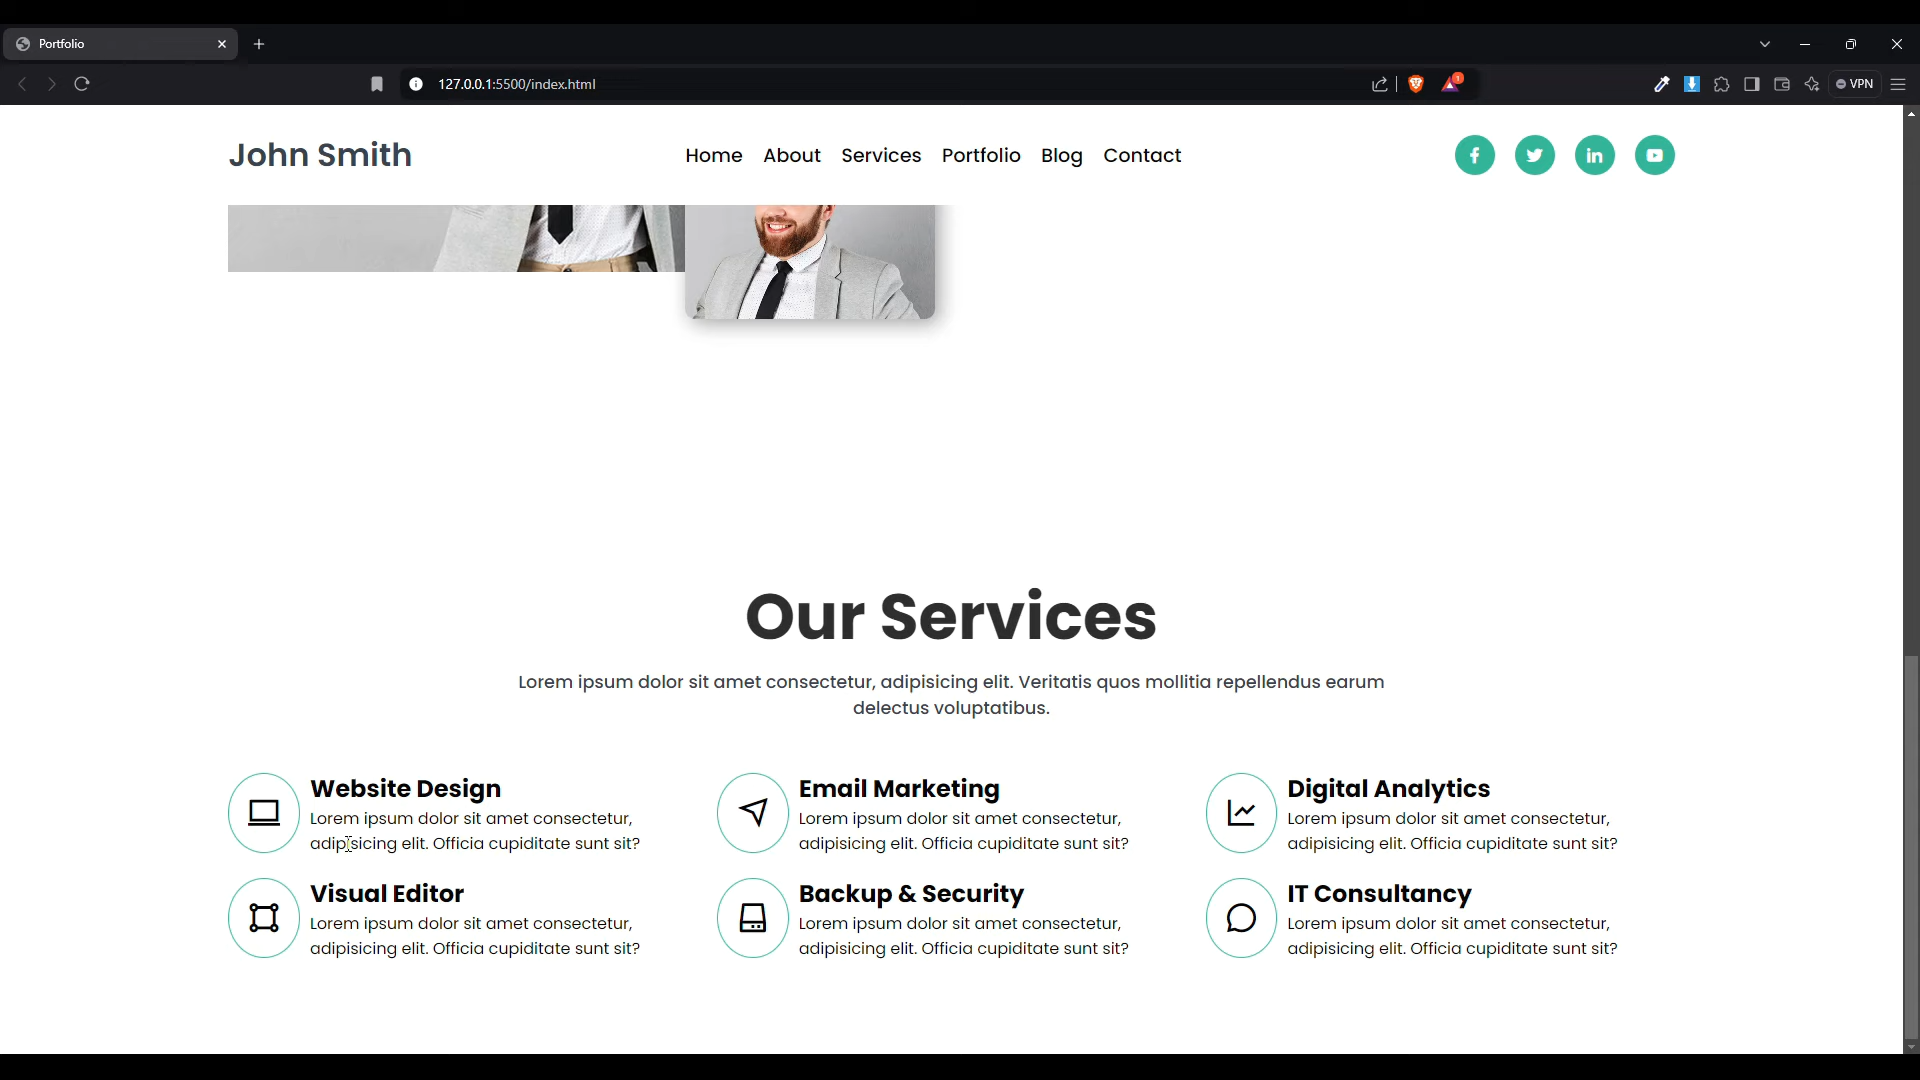 Portfolio
127.0.0.1:5500/index.html
1
VPN
John Smith
Home About Services Portfolio Blog Contact
Our Services
Lorem ipsum dolor sit amet consectetur, adipisicing elit. Veritatis quos mollitia repellendus earum
delectus voluptatibus.
Website Design
Lorem ipsum dolor sit amet consectetur,
adipisicing elit. Officia cupiditate sunt sit?
Email Marketing
Lorem ipsum dolor sit amet consectetur,
adipisicing elit. Officia cupiditate sunt sit?
Digital Analytics
Lorem ipsum dolor sit amet consectetur,
adipisicing elit. Officia cupiditate sunt sit?
Visual Editor
Lorem ipsum dolor sit amet consectetur,
adipisicing elit. Officia cupiditate sunt sit?
Backup & Security
Lorem ipsum dolor sit amet consectetur,
adipisicing elit. Officia cupiditate sunt sit?
IT Consultancy
Lorem ipsum dolor sit amet consectetur,
adipisicing elit. Officia cupiditate sunt sit?